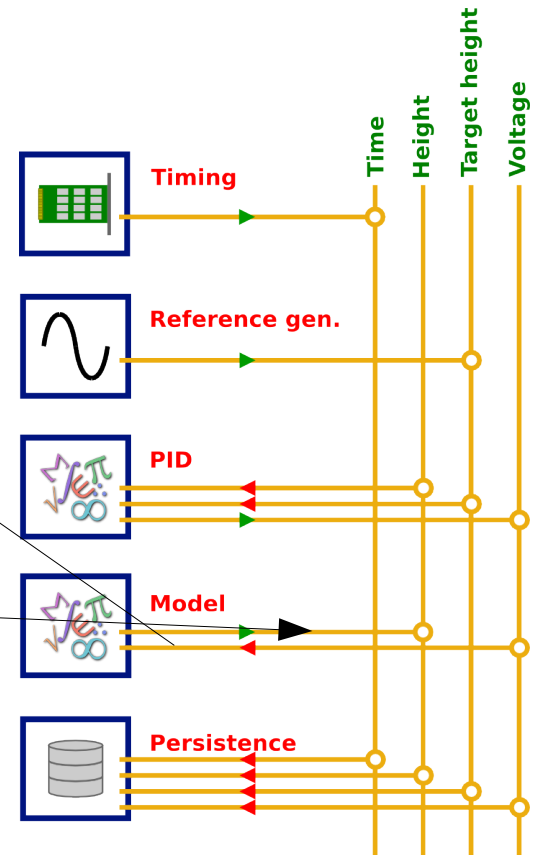 Time
Height
Target height
Voltage
Timing
Reference gen.
PID
Model
Persistence